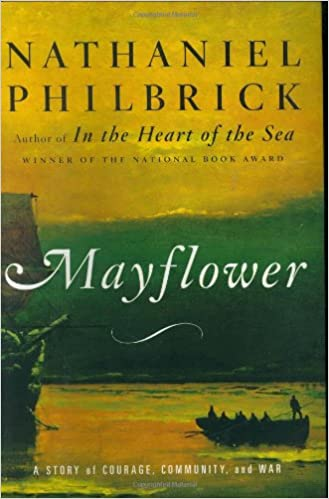 NATHANIEL
PHILBRICK
Author of In the Heart of the Sea
WINNER OF THE NATIONAL BOOK AWARD
Mayflower
A STORY of COURAGE, COMMUNITY, and WAR